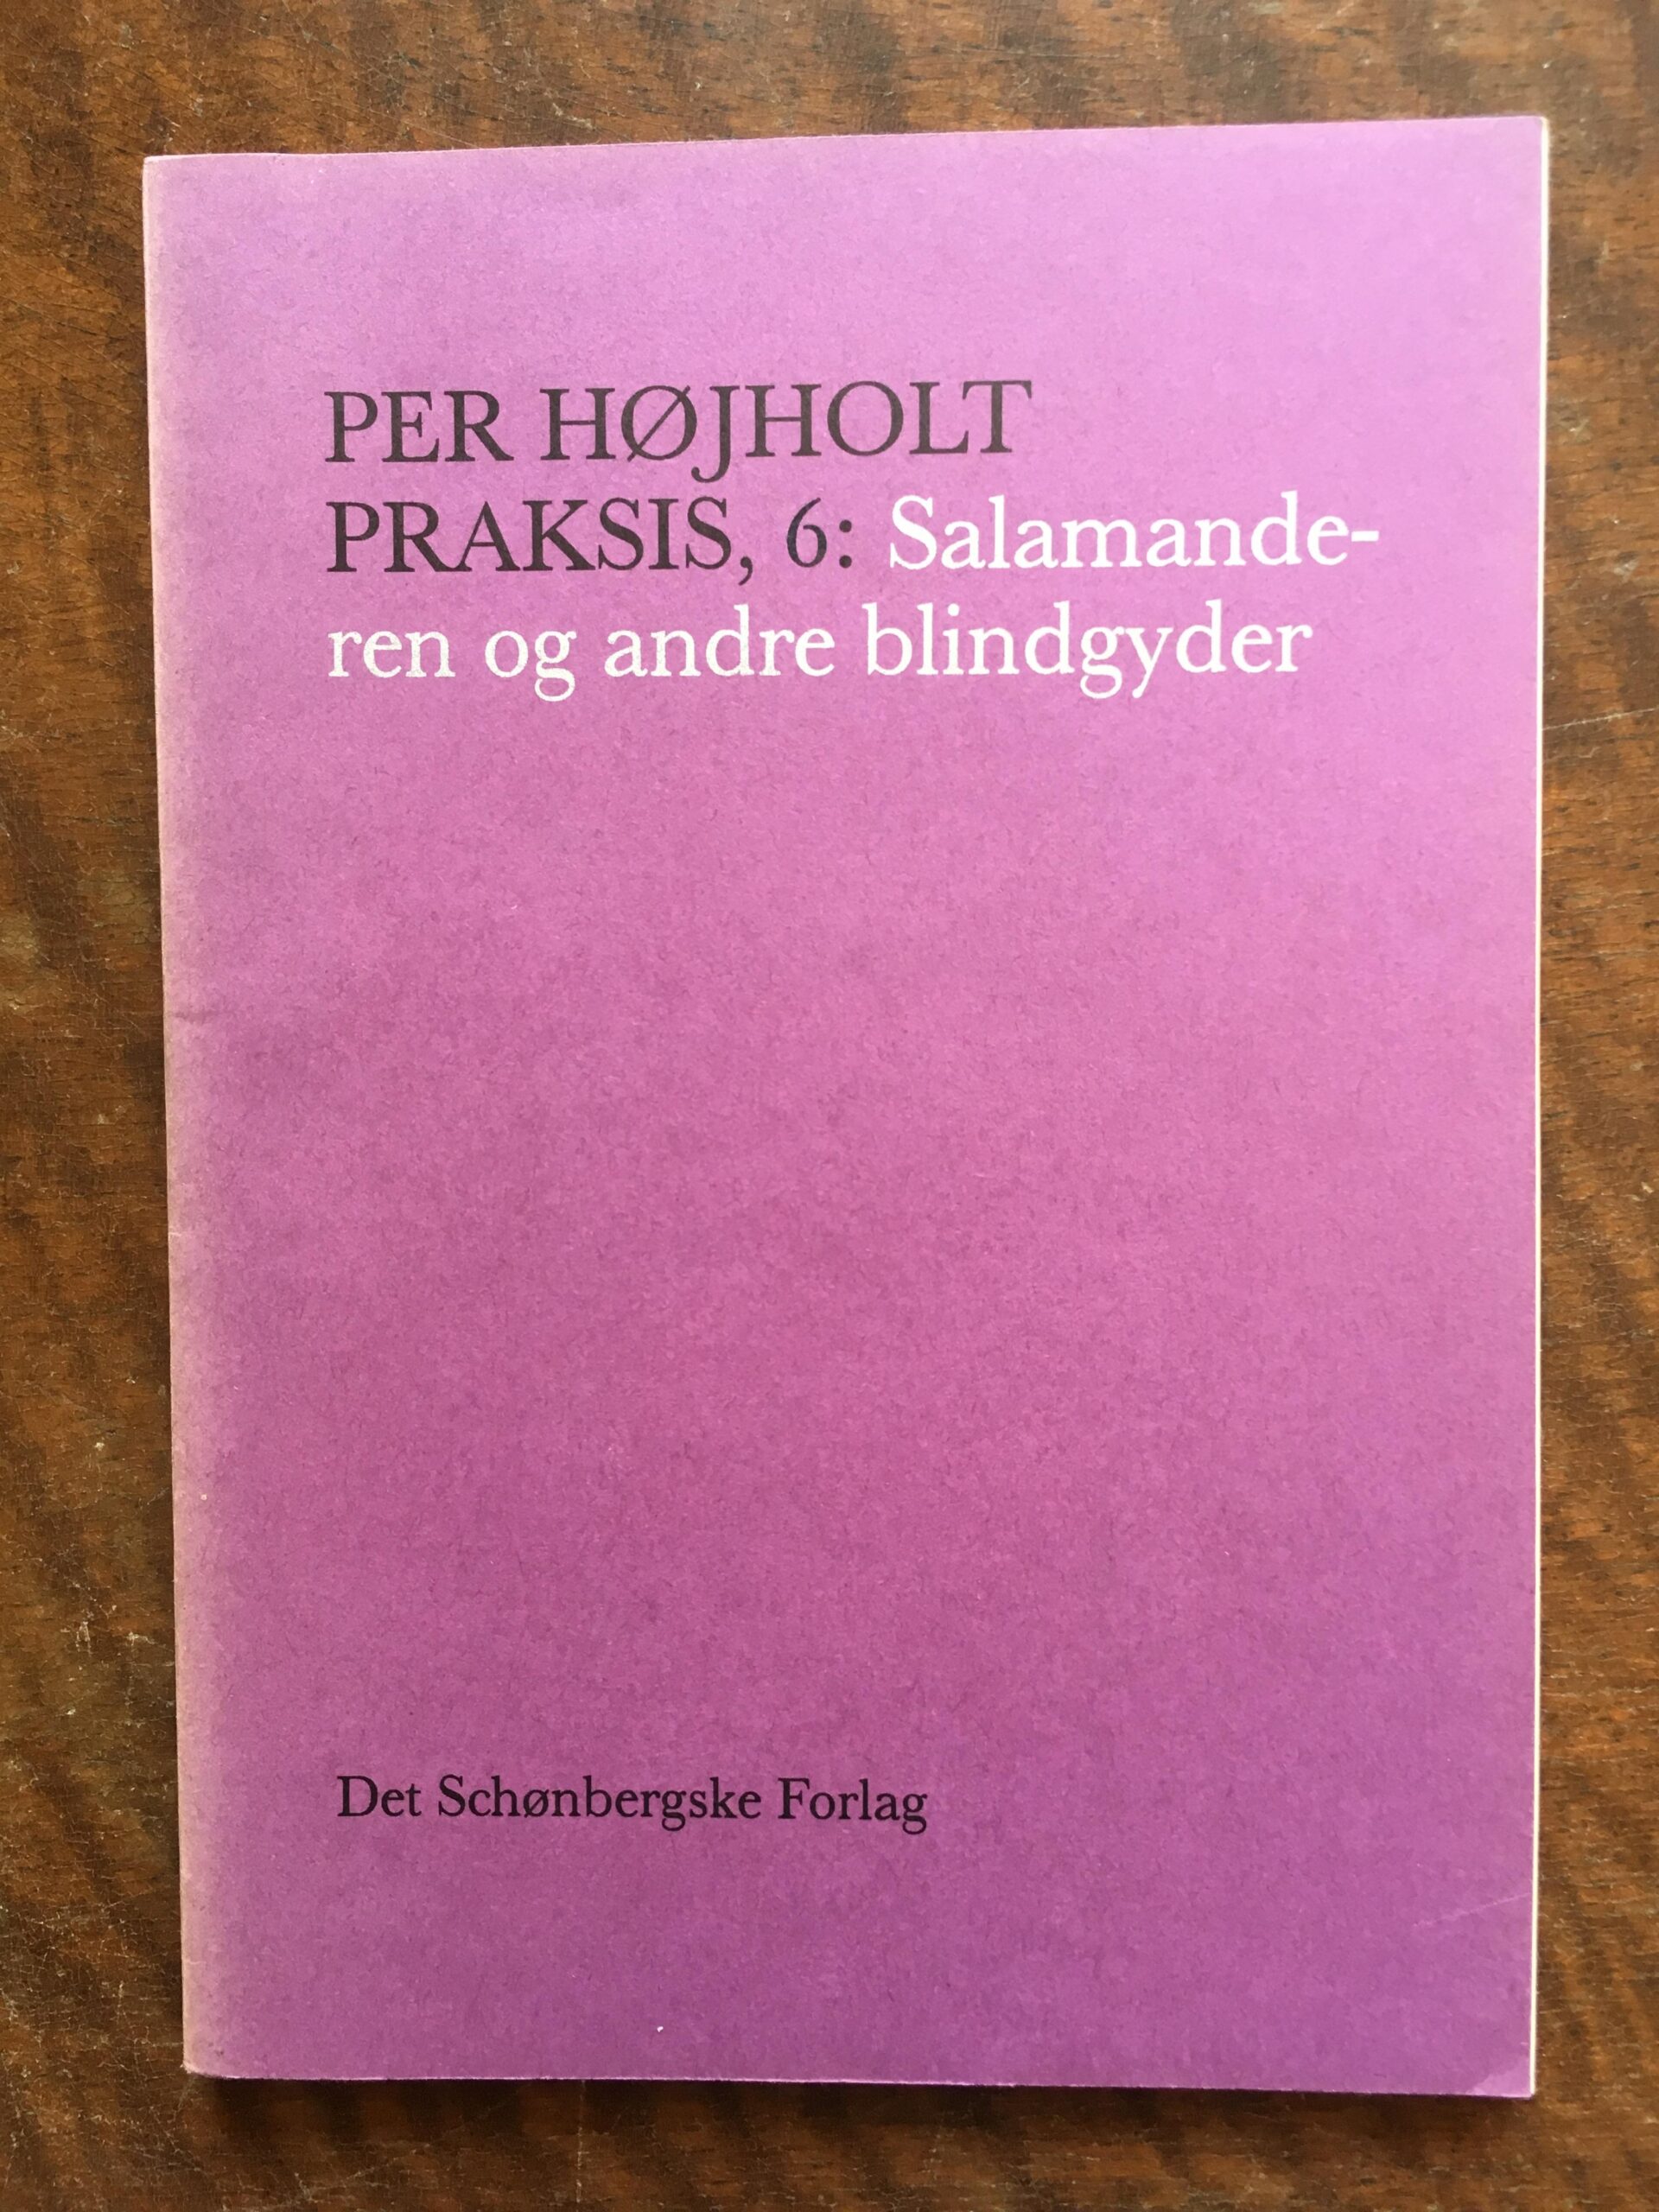 PER HØJHOLT
PRAKSIS, 6: Salamande-
ren og andre blindgyder
Det Schønbergske Forlag